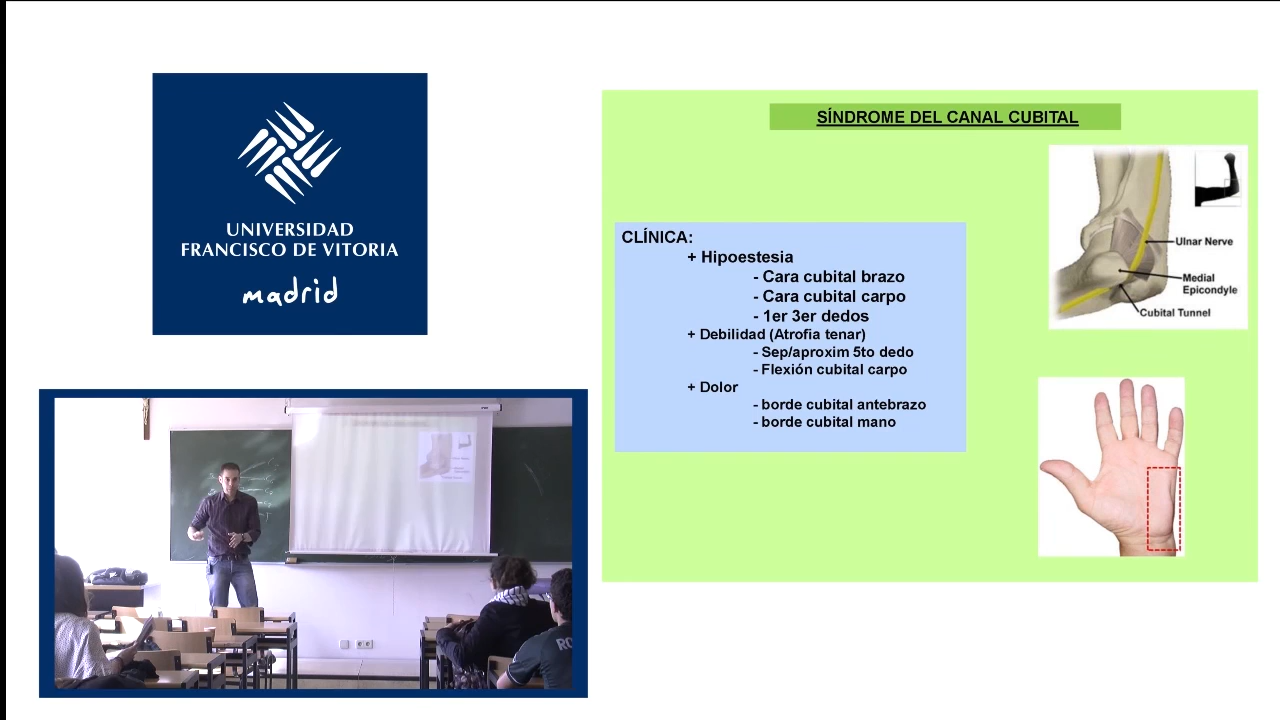 UNIVERSIDAD
FRANCISCO DE VITORIA
madrid
SÍNDROME DEL CANAL CUBITAL
CLÍNICA:
+ Hipoestesia
- Cara cubital brazo
- Cara cubital carpo
- 1er 3er dedos
+ Debilidad (Atrofia tenar)
- Sep/aproxim 5to dedo
- Flexión cubital carpo
+ Dolor
- borde cubital antebrazo
- borde cubital mano
Ulnar Nerve
Medial
Epicondyle
Cubital Tunnel